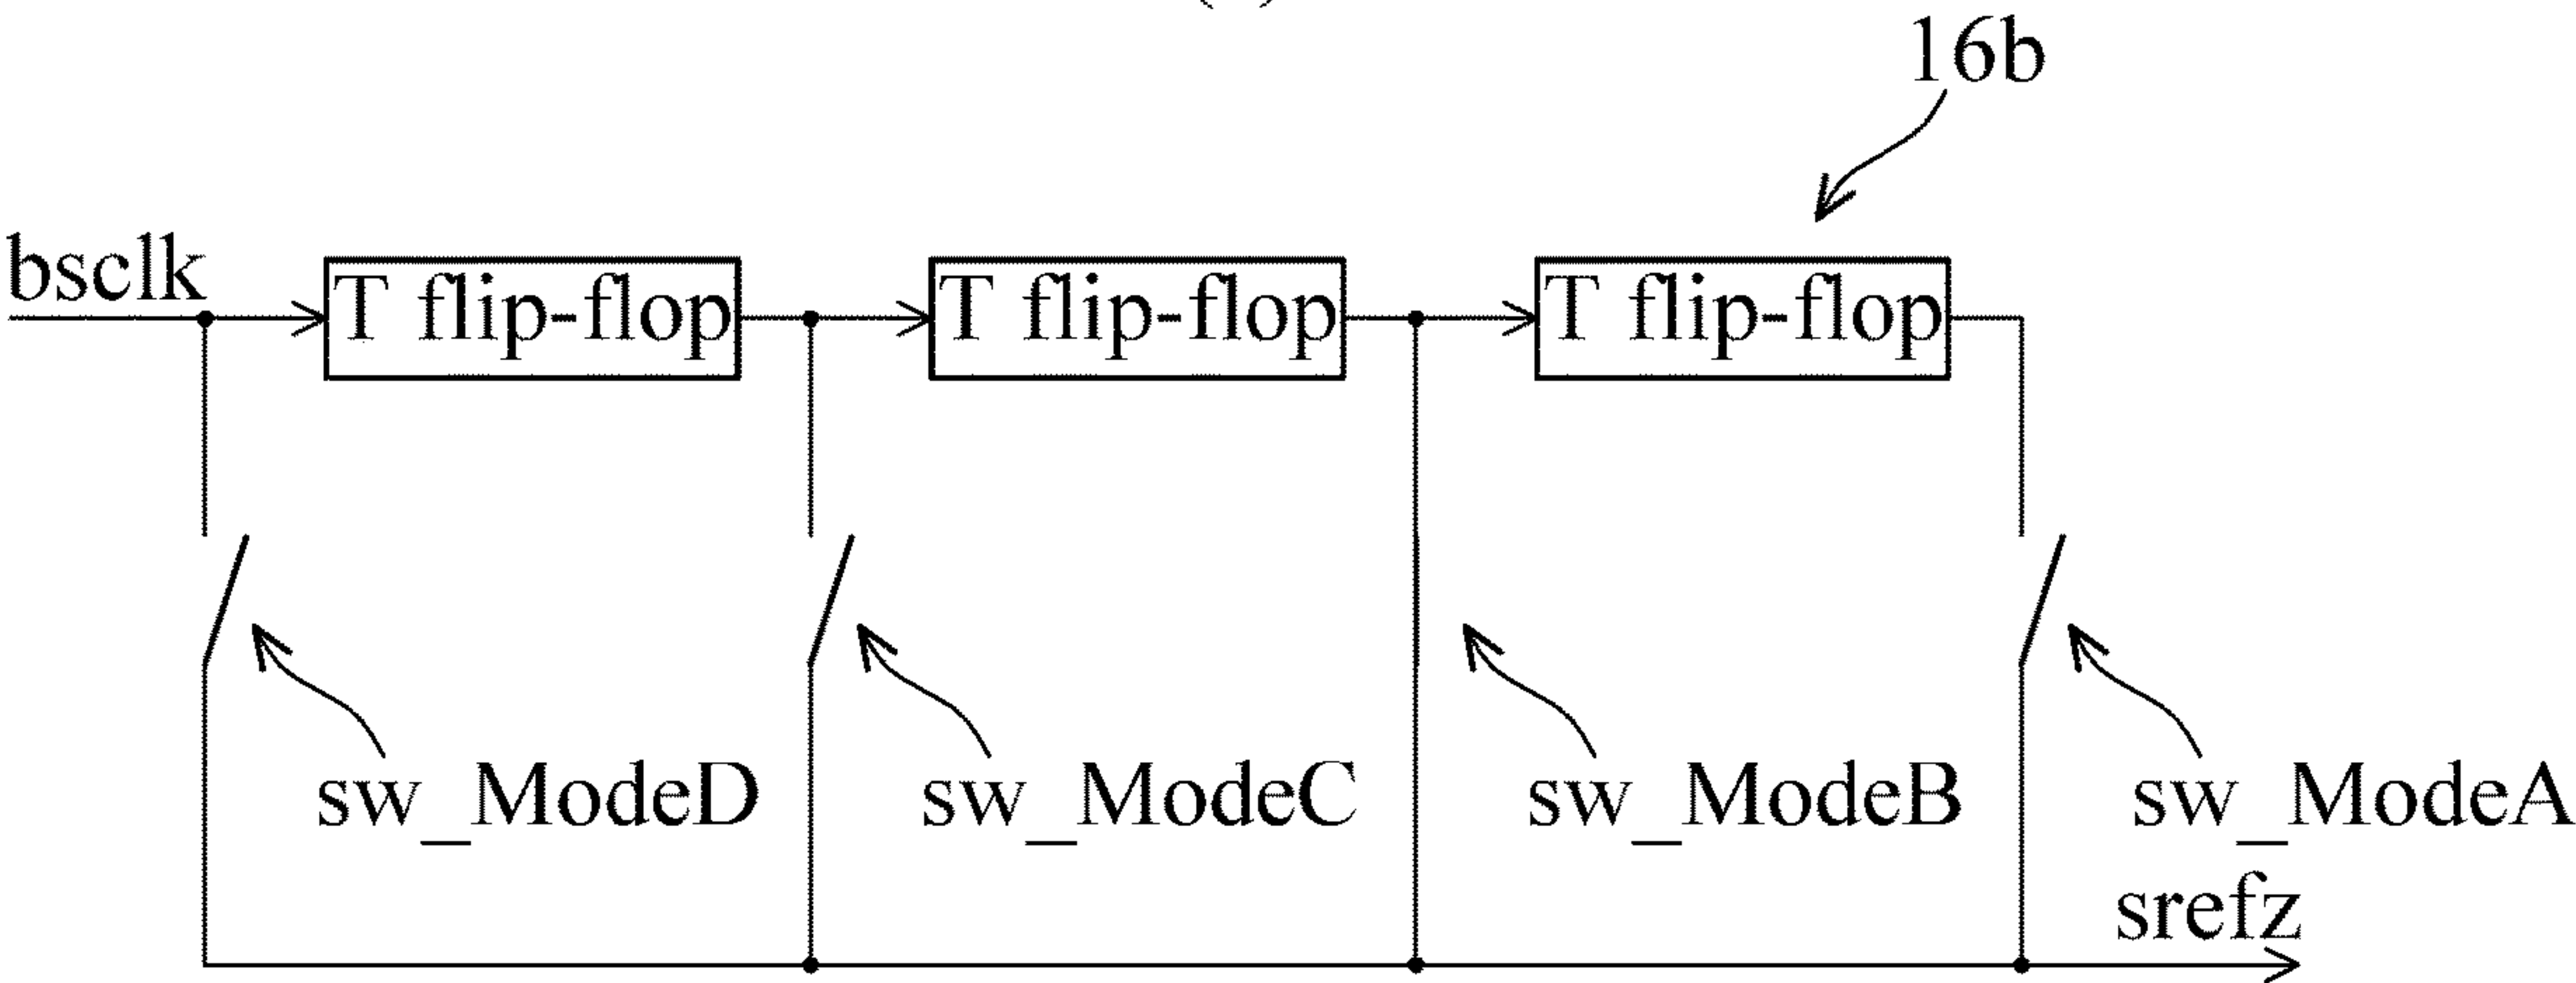 16b
bsclk
T flip-flop
T flip-flop
T flip-flop
sw_ModeD
sw_ModeC
sw_ModeB
sw_ModeA
srefz